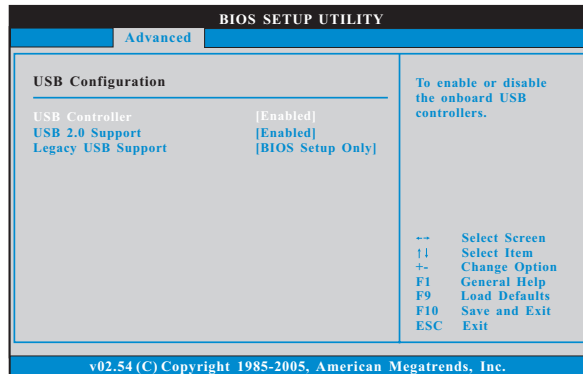 BIOS SETUP UTILITY
Advanced
USB Configuration
USB Controller [Enabled]
USB 2.0 Support [Enabled]
Legacy USB Support [BIOS Setup Only]
To enable or disable
the onboard USB
controllers.
←→ Select Screen
↑↓ Select Item
+- Change Option
F1 General Help
F9 Load Defaults
F10 Save and Exit
ESC Exit
v02.54 (C) Copyright 1985-2005, American Megatrends, Inc.